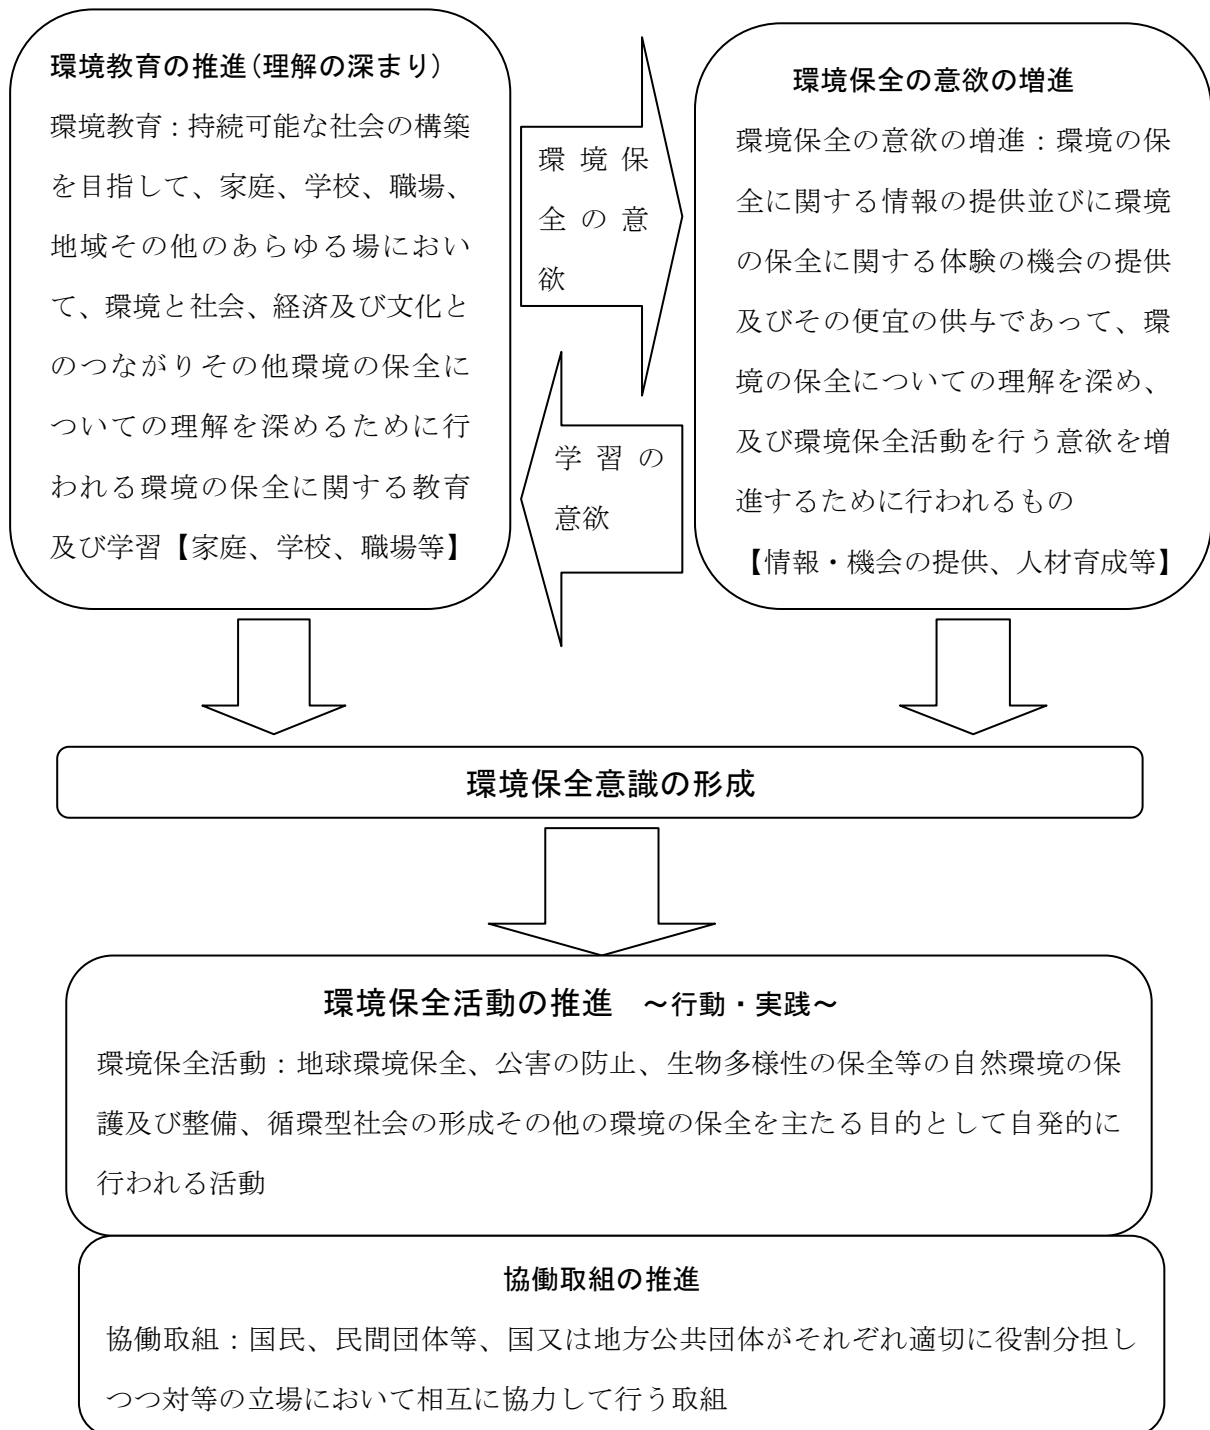 環境教育の推進(理解の深まり)
環境教育：持続可能な社会の構築
を目指して、家庭、学校、職場、
地域その他のあらゆる場におい
て、環境と社会、経済及び文化と
のつながりその他環境の保全に
ついての理解を深めるために行
われる環境の保全に関する教育
及び学習【家庭、学校、職場等】
環境保
全の意
欲
学習の
意欲
環境保全の意欲の増進
環境保全の意欲の増進：環境の保
全に関する情報の提供並びに環境
の保全に関する体験の機会の提供
及びその便宜の供与であって、環
境の保全についての理解を深め、
及び環境保全活動を行う意欲を増
進するために行われるもの
【情報・機会の提供、人材育成等】
環境保全意識の形成
環境保全活動の推進　～行動・実践～
環境保全活動：地球環境保全、公害の防止、生物多様性の保全等の自然環境の保
護及び整備、循環型社会の形成その他の環境の保全を主たる目的として自発的に
行われる活動
協働取組の推進
協働取組：国民、民間団体等、国又は地方公共団体がそれぞれ適切に役割分担し
つつ対等の立場において相互に協力して行う取組